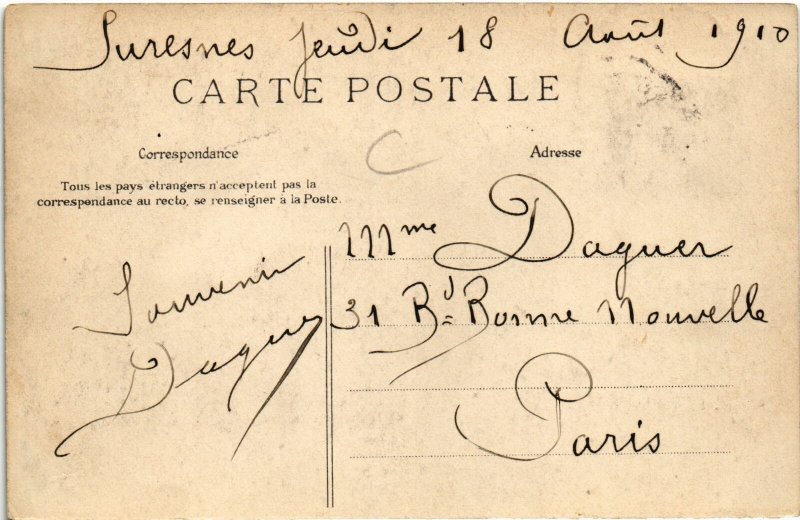 Suresnes Jeudi 18 Août 1910
CARTE POSTALE
Correspondance
Tous les pays étrangers n'acceptent pas la
correspondance au recto, se renseigner à la Poste.
Souvenir
Daguer
C
Adresse
Mme Daguer
31 Bd Bonne Nouvelle
Paris